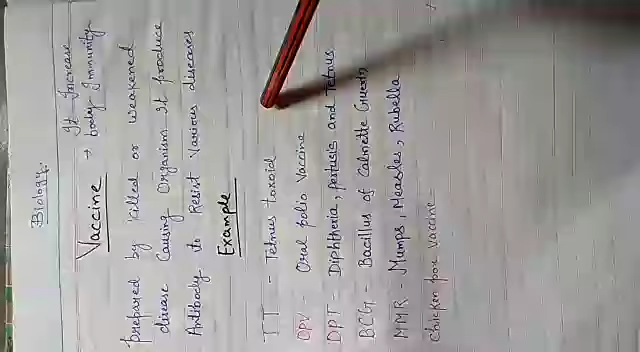 Biology
Vaccine → It Increase
body Immunity
prepared by killed or weakened
disease Causing Organism. It produce
Antibody to Resist Various diseases
Example
TT - Tetnus toxoid
OPV - Oral polio Vaccine
DPT - Diphtheria, pertusis and Tetnus
BCG - Bacillus of Calmette Guerin
MMR - Mumps, Measles, Rubella
Chicken pox vaccine